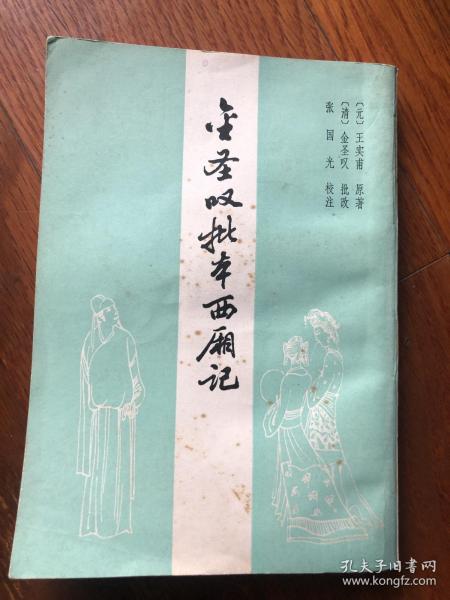 〔元〕王实甫 原著
〔清〕金圣叹 批改
张国光 校注
金圣叹批本西厢记
孔夫子旧书网
www.kongfz.com